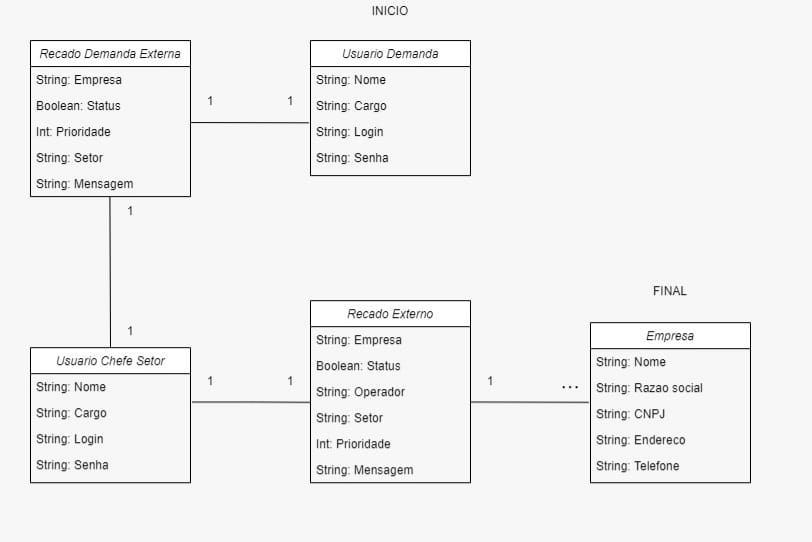 INICIO
Recado Demanda Externa
String: Empresa
Boolean: Status
Int: Prioridade
String: Setor
String: Mensagem
1
1
Usuario Demanda
String: Nome
String: Cargo
String: Login
String: Senha
1
1
Usuario Chefe Setor
String: Nome
String: Cargo
String: Login
String: Senha
1
1
Recado Externo
String: Empresa
Boolean: Status
String: Operador
String: Setor
Int: Prioridade
String: Mensagem
1
...
FINAL
Empresa
String: Nome
String: Razao social
String: CNPJ
String: Endereco
String: Telefone